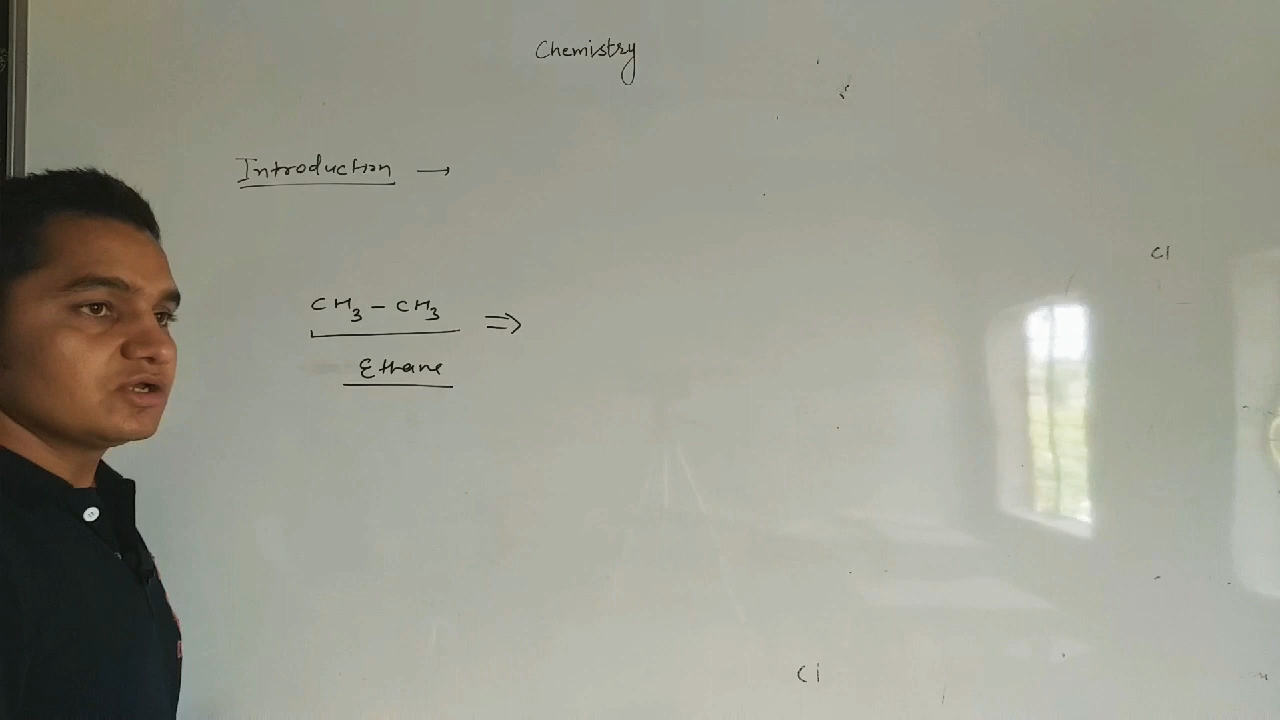 Chemistry
Introduction →
Cl
CH₃ – CH₃ ⇒
Ethane
Cl